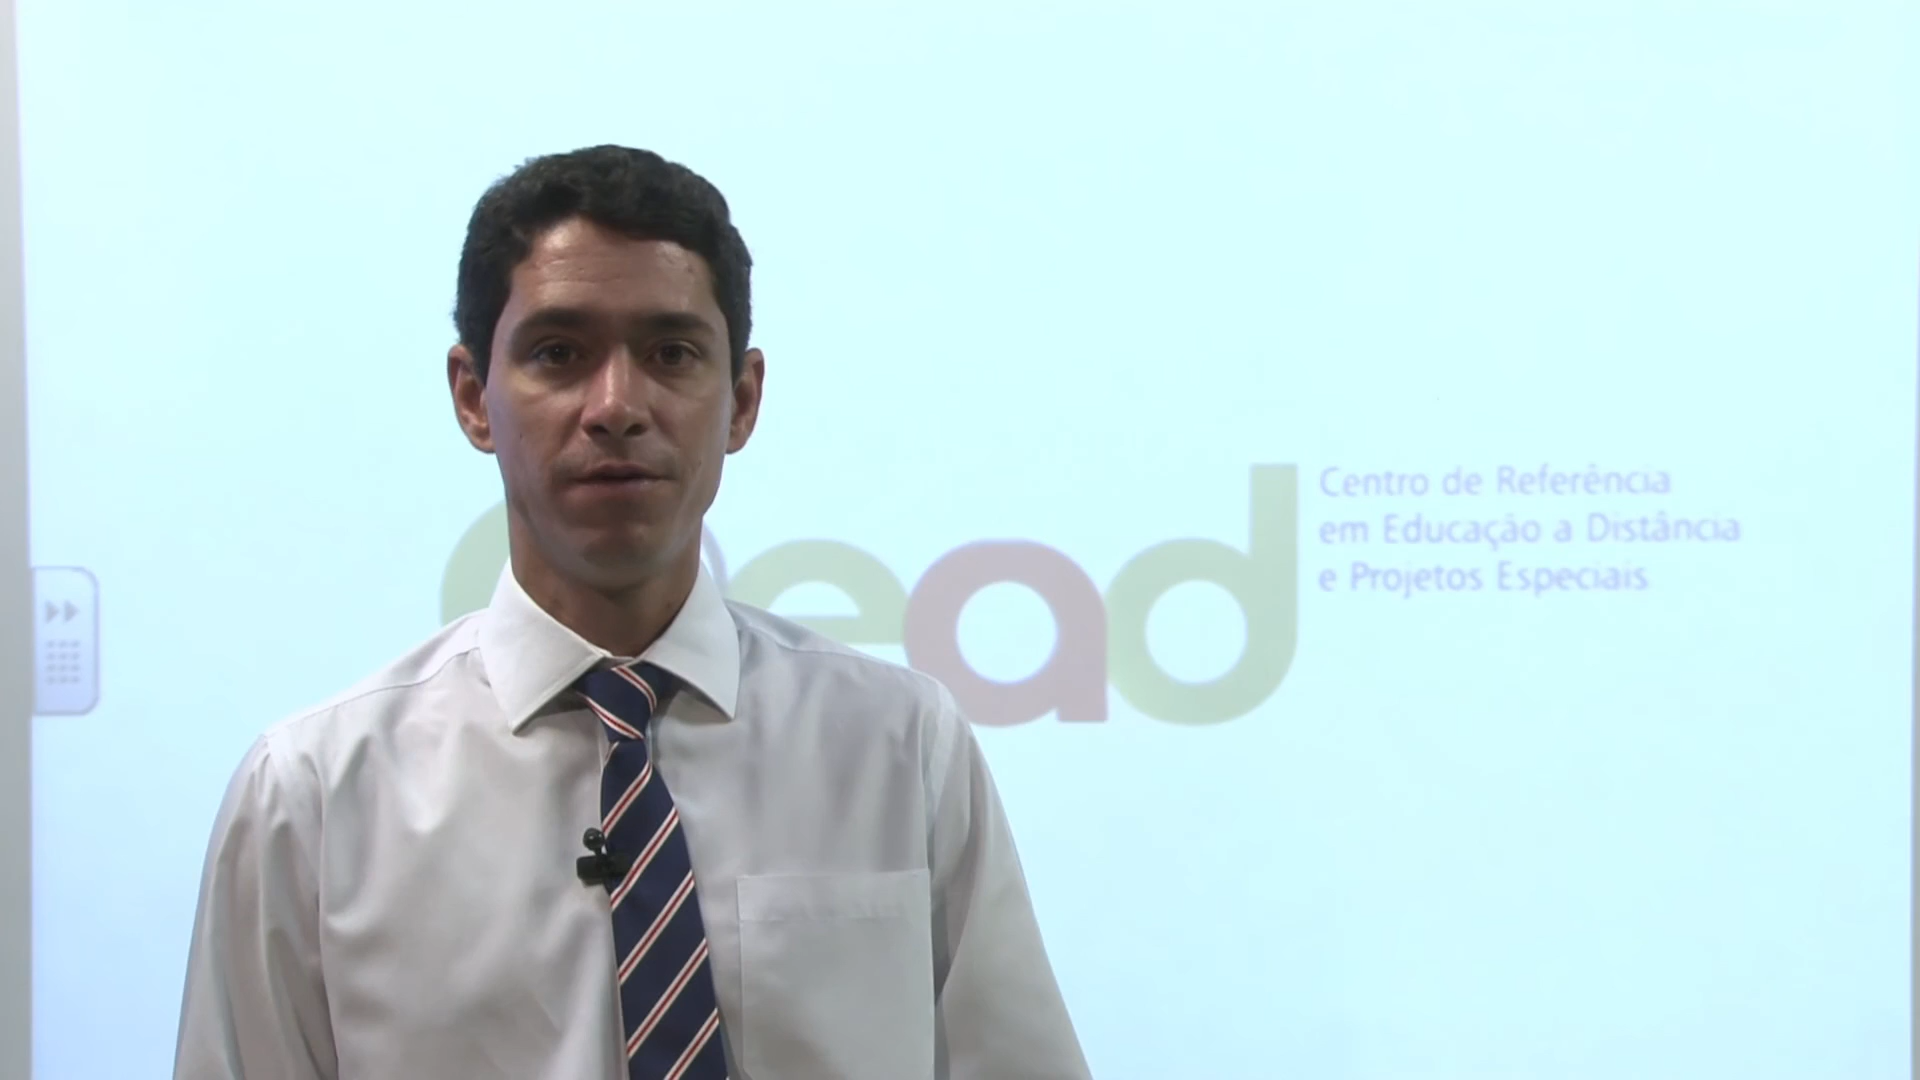 ead
Centro de Referência
em Educação a Distância
e Projetos Especiais